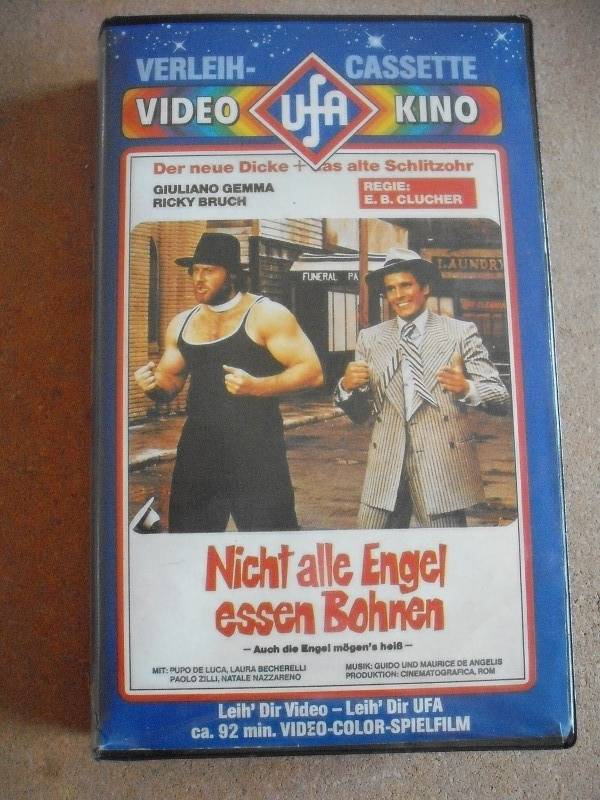 VERLEIH- CASSETTE
VIDEO UFA KINO
Der neue Dicke + das alte Schlitzohr
GIULIANO GEMMA
RICKY BRUCH
REGIE:
E. B. CLUCHER
FUNERAL PA
LAUNDRY
Nicht alle Engel
essen Bohnen
– Auch die Engel mögen's heiß –
MIT: PUPO DE LUCA, LAURA BECHERELLI
PAOLO ZILLI, NATALE NAZZARENO
MUSIK: GUIDO UND MAURICE DE ANGELIS
PRODUKTION: CINEMATOGRAFICA, ROM
Leih' Dir Video – Leih' Dir UFA
ca. 92 min. VIDEO-COLOR-SPIELFILM